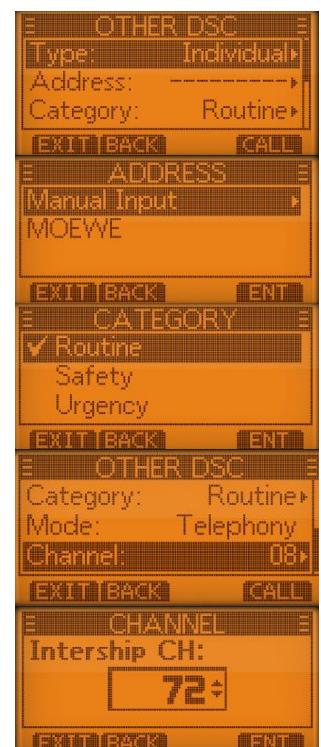 OTHER DSC
Type: Individual
Address: ----------
Category: Routine
EXIT BACK CALL
ADDRESS
Manual Input
MOEWE
EXIT BACK ENT
CATEGORY
✓ Routine
Safety
Urgency
EXIT BACK ENT
OTHER DSC
Category: Routine
Mode: Telephony
Channel: 08
EXIT BACK CALL
CHANNEL
Intership CH:
72
EXIT BACK ENT